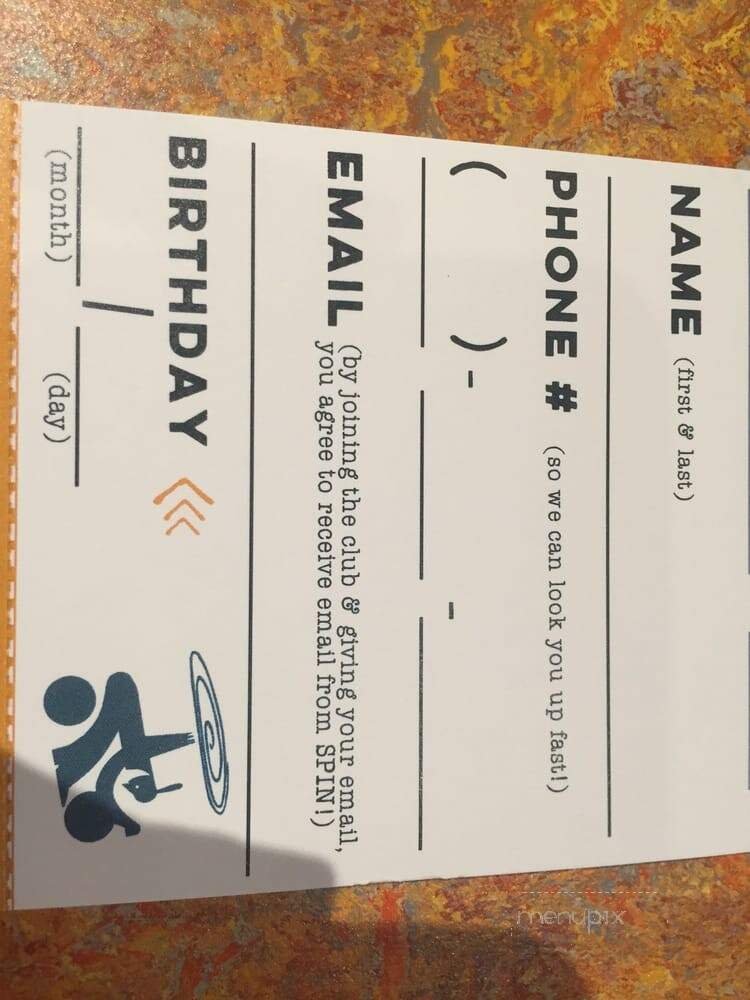 NAME (first & last)
PHONE # (so we can look you up fast!)
( ) - -
EMAIL (by joining the club & giving your email,
you agree to receive email from SPIN!)
BIRTHDAY
/
(month) (day)
menupix